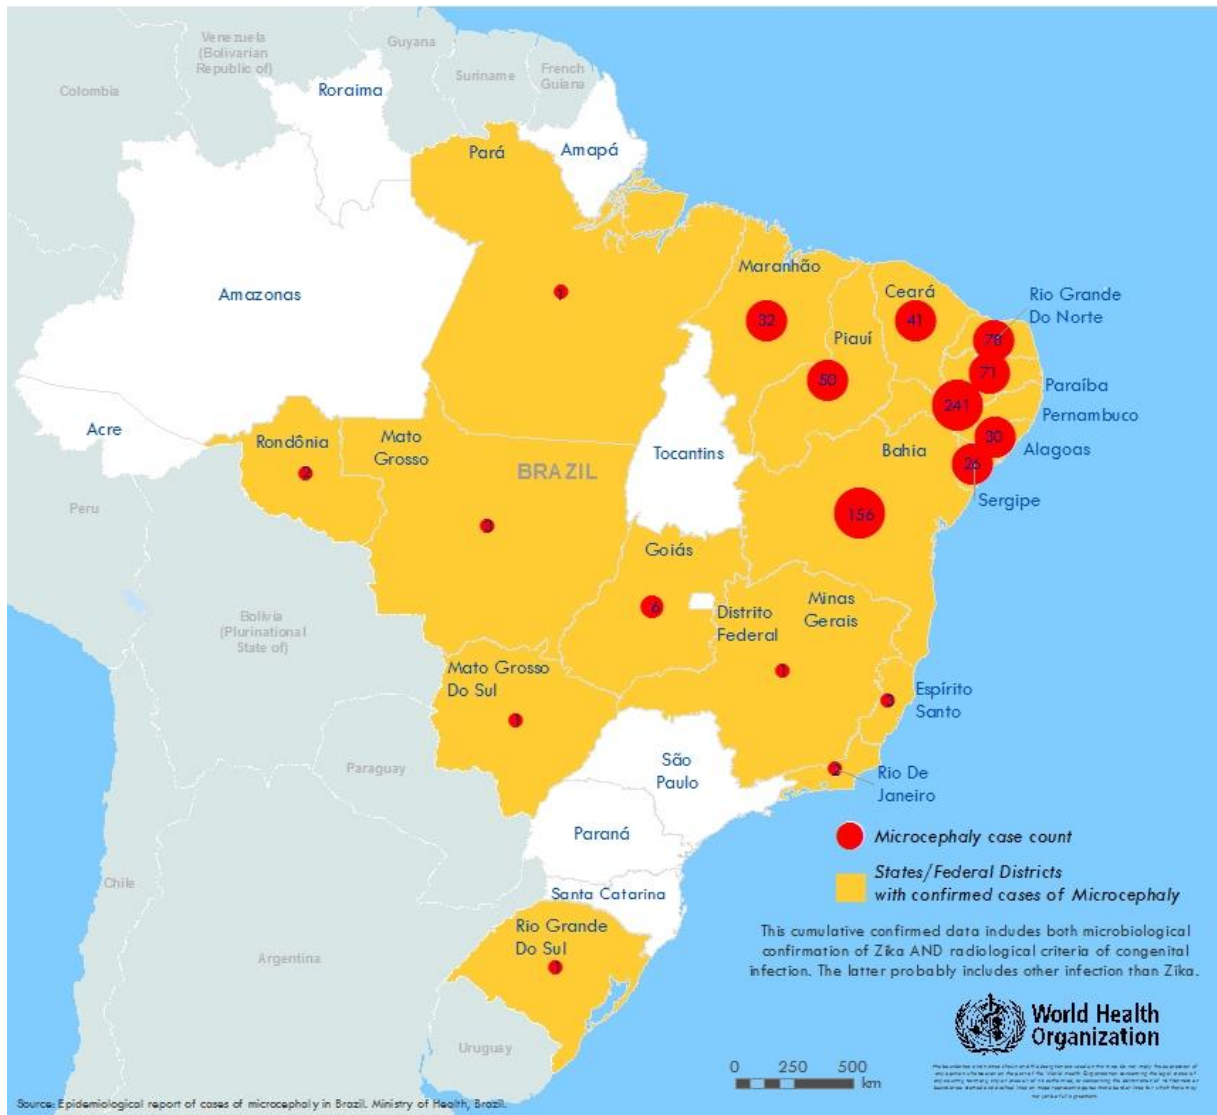 Venezuela
(Bolivarian
Republic of)
Guyana
Suriname
French
Guiana
Colombia
Roraima
Pará
Amapá
Amazonas
1
Maranhão
32
Ceará
41
Rio Grande
Do Norte
78
Piauí
50
71
Paraíba
241
Pernambuco
30
Alagoas
26
Sergipe
Bahia
156
Acre
Rondônia
2
Mato
Grosso
BRAZIL
Tocantins
Peru
Goiás
6
Distrito
Federal
Minas
Gerais
1
Bolivia
(Plurinational
State of)
Mato Grosso
Do Sul
Espírito
Santo
São
Paulo
2
Rio De
Janeiro
Paraguay
Paraná
Santa Catarina
Chile
Rio Grande
Do Sul
1
Argentina
Uruguay
Microcephaly case count
States/Federal Districts
with confirmed cases of Microcephaly
This cumulative confirmed data includes both microbiological
confirmation of Zika AND radiological criteria of congenital
infection. The latter probably includes other infection than Zika.
World Health
Organization
0 250 500
km
Source: Epidemiological report of cases of microcephaly in Brazil. Ministry of Health, Brazil.